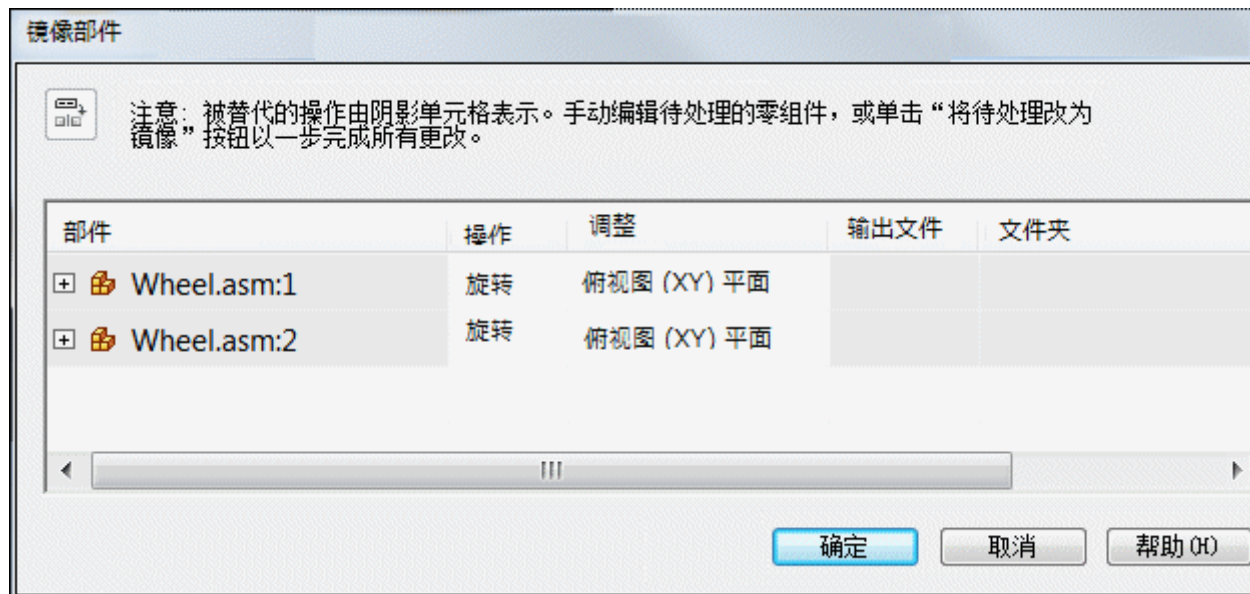 镜像部件
注意：被替代的操作由阴影单元格表示。手动编辑待处理的零组件，或单击“将待处理改为
镜像”按钮以一步完成所有更改。
部件 操作 调整 输出文件 文件夹
Wheel.asm:1 旋转 俯视图 (XY) 平面
Wheel.asm:2 旋转 俯视图 (XY) 平面
确定 取消 帮助(H)